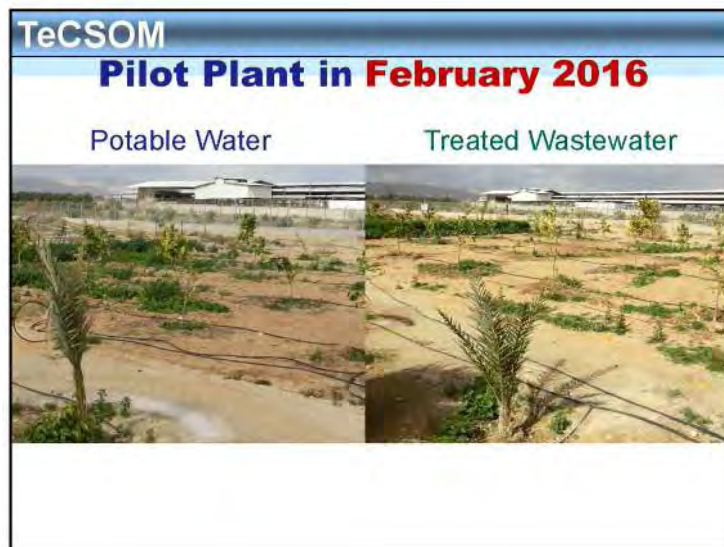 TeCSOM
Pilot Plant in February 2016
Potable Water
Treated Wastewater